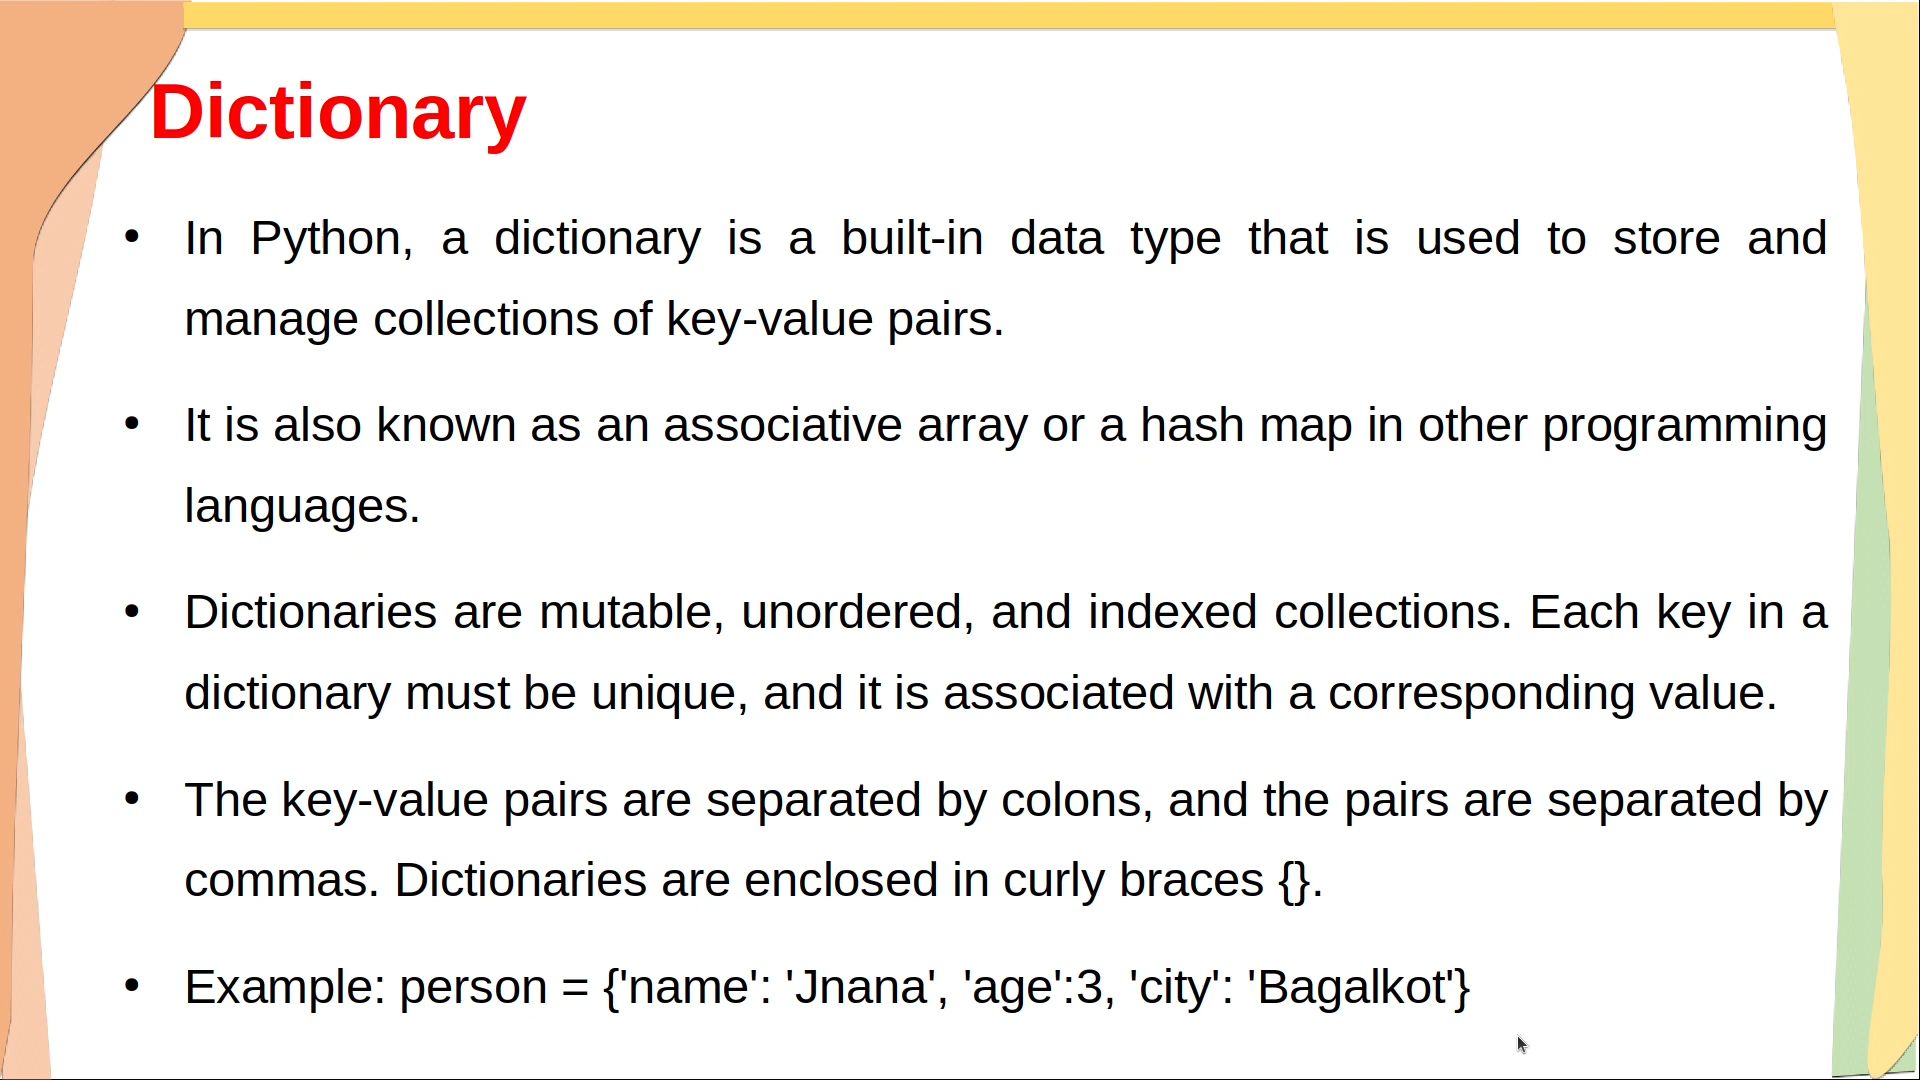 Dictionary
• In Python, a dictionary is a built-in data type that is used to store and
manage collections of key-value pairs.
• It is also known as an associative array or a hash map in other programming
languages.
• Dictionaries are mutable, unordered, and indexed collections. Each key in a
dictionary must be unique, and it is associated with a corresponding value.
• The key-value pairs are separated by colons, and the pairs are separated by
commas. Dictionaries are enclosed in curly braces {}.
• Example: person = {'name': 'Jnana', 'age':3, 'city': 'Bagalkot'}